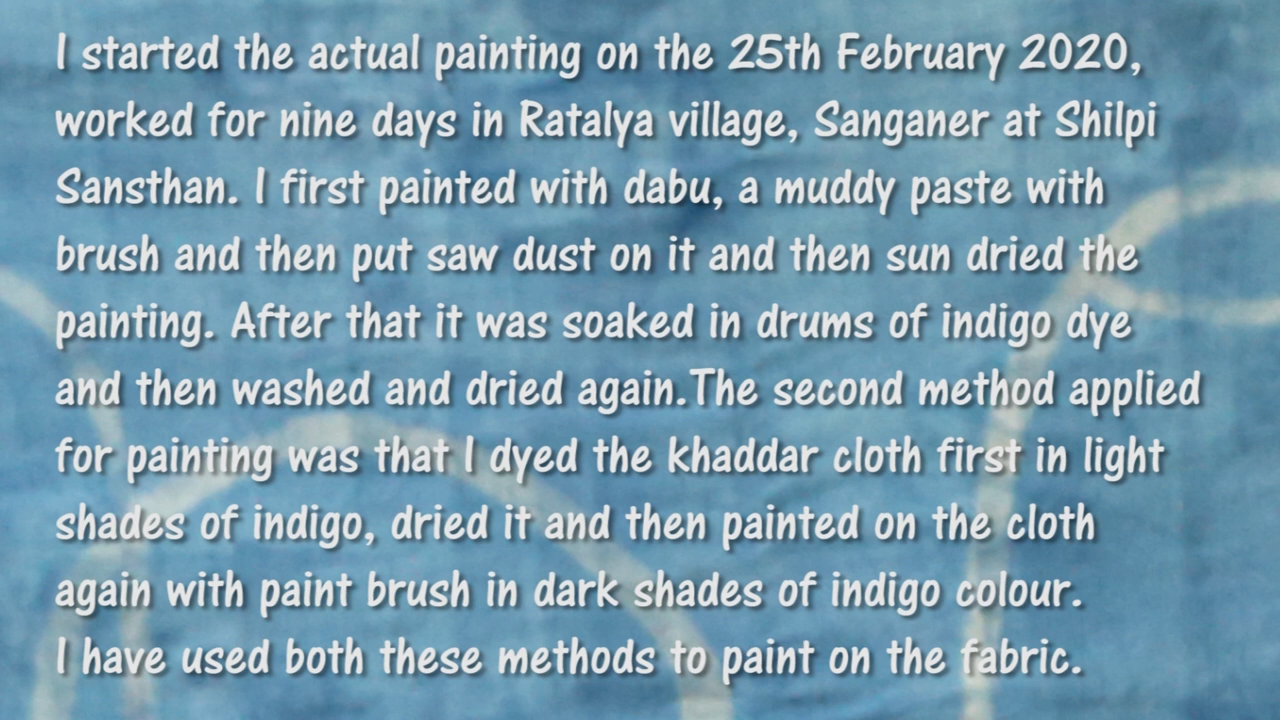 I started the actual painting on the 25th February 2020,
worked for nine days in Ratalya village, Sanganer at Shilpi
Sansthan. I first painted with dabu, a muddy paste with
brush and then put saw dust on it and then sun dried the
painting. After that it was soaked in drums of indigo dye
and then washed and dried again.The second method applied
for painting was that I dyed the khaddar cloth first in light
shades of indigo, dried it and then painted on the cloth
again with paint brush in dark shades of indigo colour.
I have used both these methods to paint on the fabric.